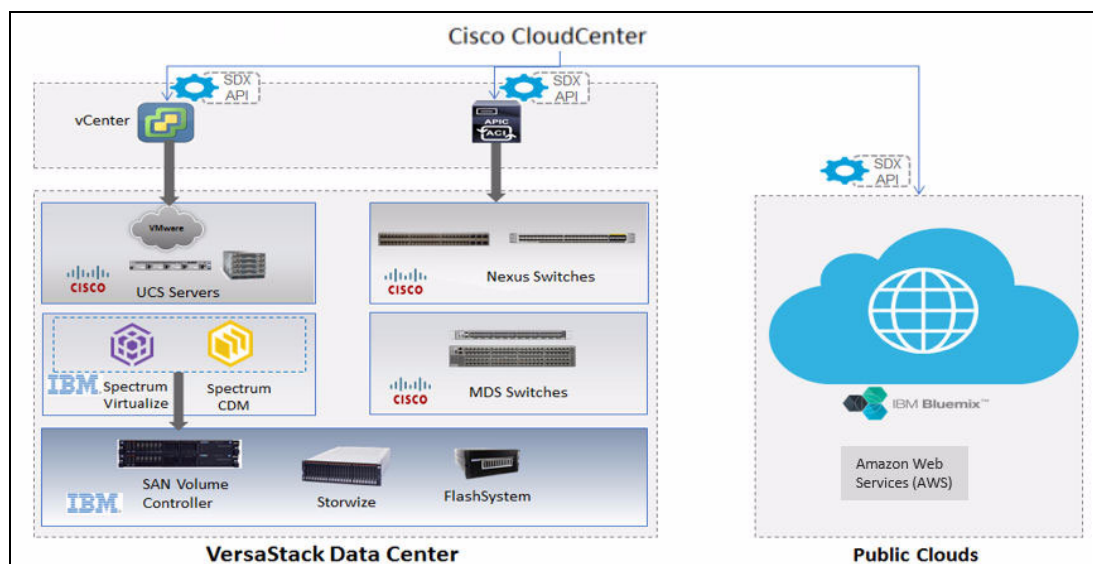 Cisco CloudCenter
SDX
API
SDX
API
vCenter
APIC
ACI
SDX
API
VMware
CISCO
UCS Servers
CISCO
Nexus Switches
IBM.
Spectrum
Virtualize
Spectrum
CDM
CISCO
MDS Switches
IBM Bluemix™
IBM.
SAN Volume
Controller
Storwize
FlashSystem
Amazon Web
Services (AWS)
VersaStack Data Center
Public Clouds